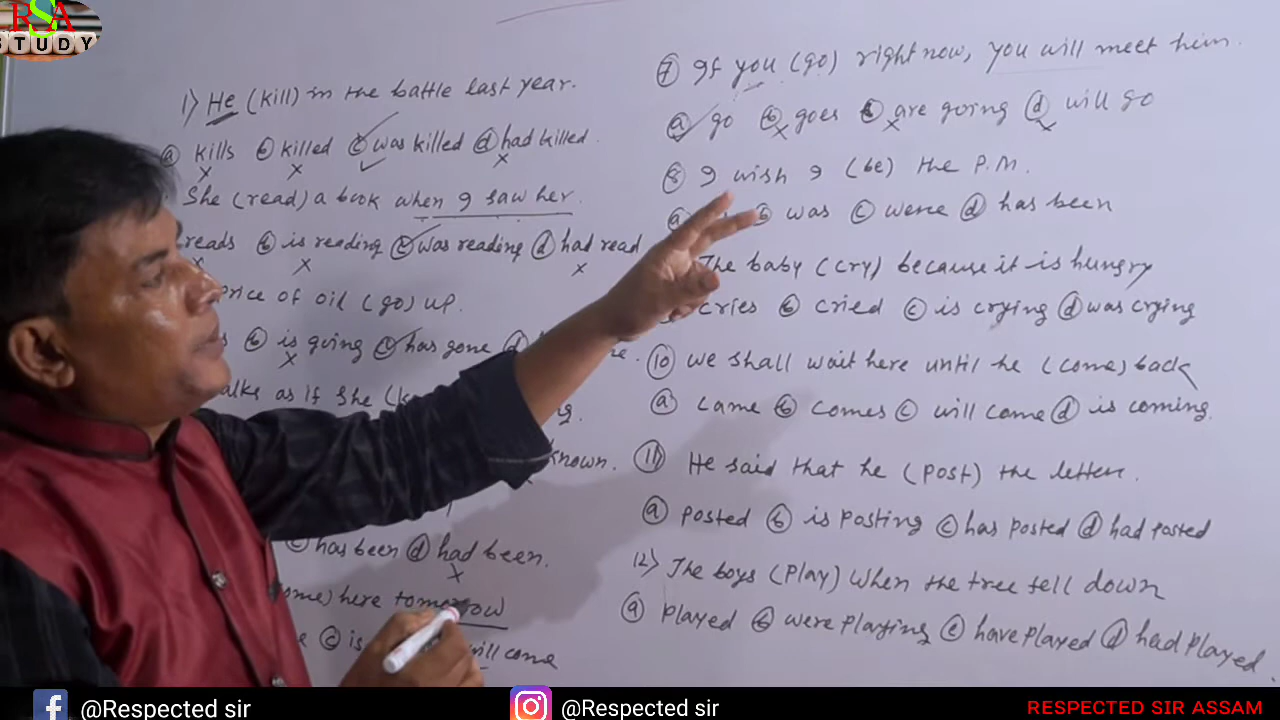 RSA
STUDY
1) He (kill) in the battle last year.
a kills b killed c was killed d had killed.
She (read) a book when I saw her.
reads b is reading c was reading d had read
price of oil (go) up.
b is going c has gone d
talks as if she
known.
c has been d had been.
here tomorrow
c is will come
7 If you (go) right now, you will meet him.
a go b goes c are going d will go
8 I wish I (be) the P.M.
a b was c were d has been
The baby (cry) because it is hungry
cries b cried c is crying d was crying
10 we shall wait here until he (come) back
a came b comes c will come d is coming.
11 He said that he (post) the letter.
a posted b is posting c has posted d had posted
12) The boys (play) when the tree fell down
a played b were playing c have played d had played.
@Respected sir
@Respected sir
RESPECTED SIR ASSAM